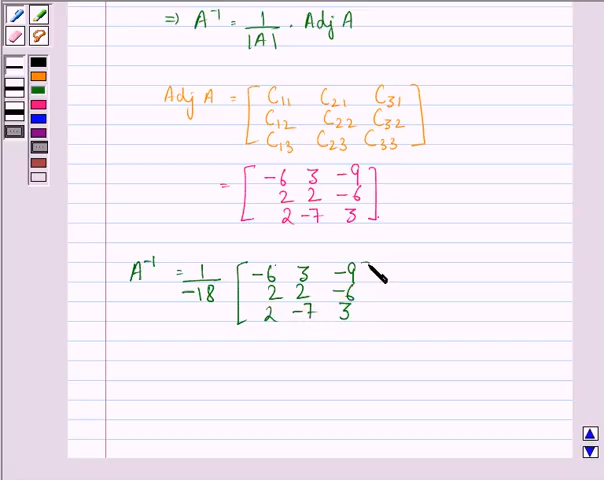 ⇒ A⁻¹ = 1/|A| . Adj A
Adj A = [ C₁₁ C₂₁ C₃₁
C₁₂ C₂₂ C₃₂
C₁₃ C₂₃ C₃₃ ]
= [ -6 3 -9
2 2 -6
2 -7 3 ].
A⁻¹ = 1/-18 [ -6 3 -9
2 2 -6
2 -7 3